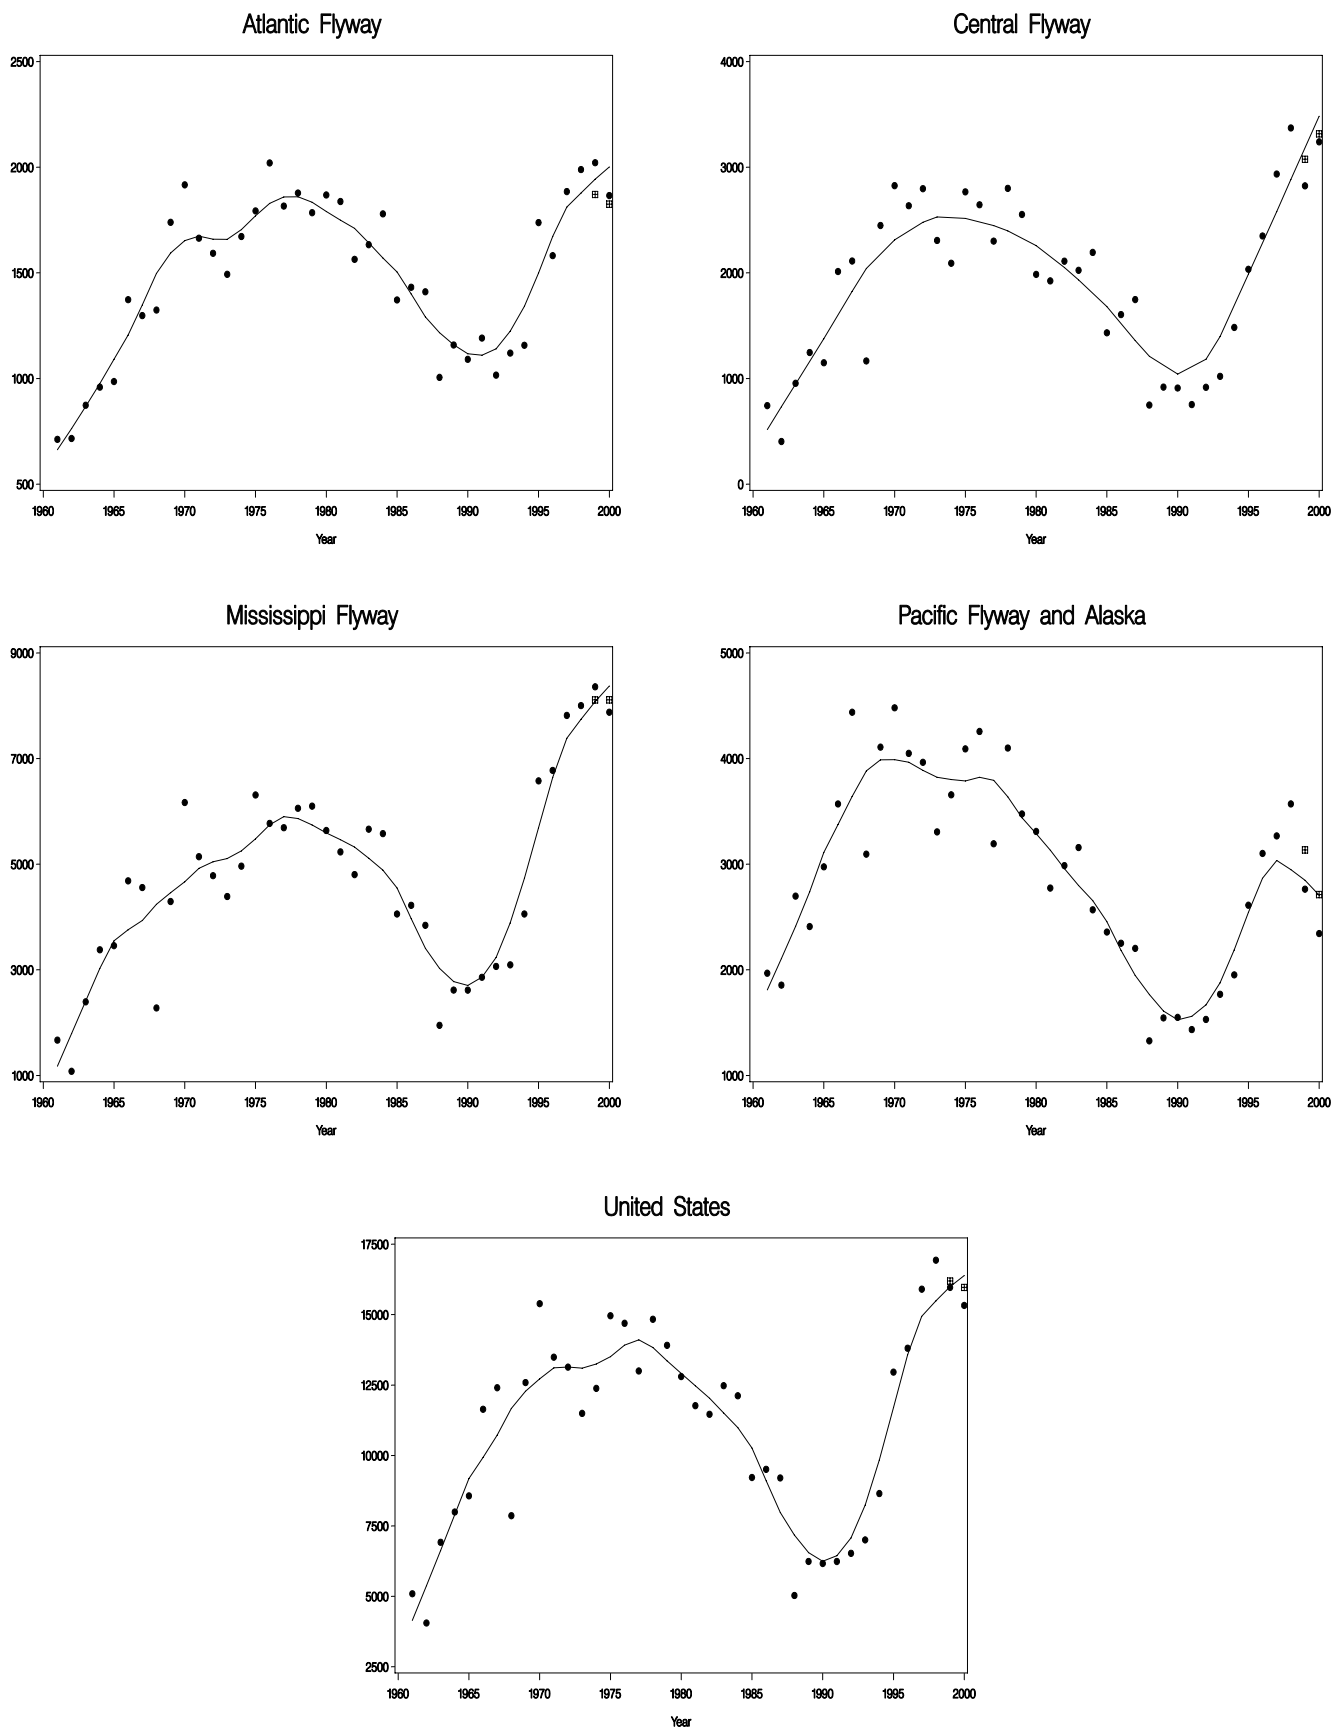 Atlantic Flyway
2500
2000
1500
1000
500
1960 1965 1970 1975 1980 1985 1990 1995 2000
Year
Central Flyway
4000
3000
2000
1000
0
1960 1965 1970 1975 1980 1985 1990 1995 2000
Year
Mississippi Flyway
9000
7000
5000
3000
1000
1960 1965 1970 1975 1980 1985 1990 1995 2000
Year
Pacific Flyway and Alaska
5000
4000
3000
2000
1000
1960 1965 1970 1975 1980 1985 1990 1995 2000
Year
United States
17500
15000
12500
10000
7500
5000
2500
1960 1965 1970 1975 1980 1985 1990 1995 2000
Year